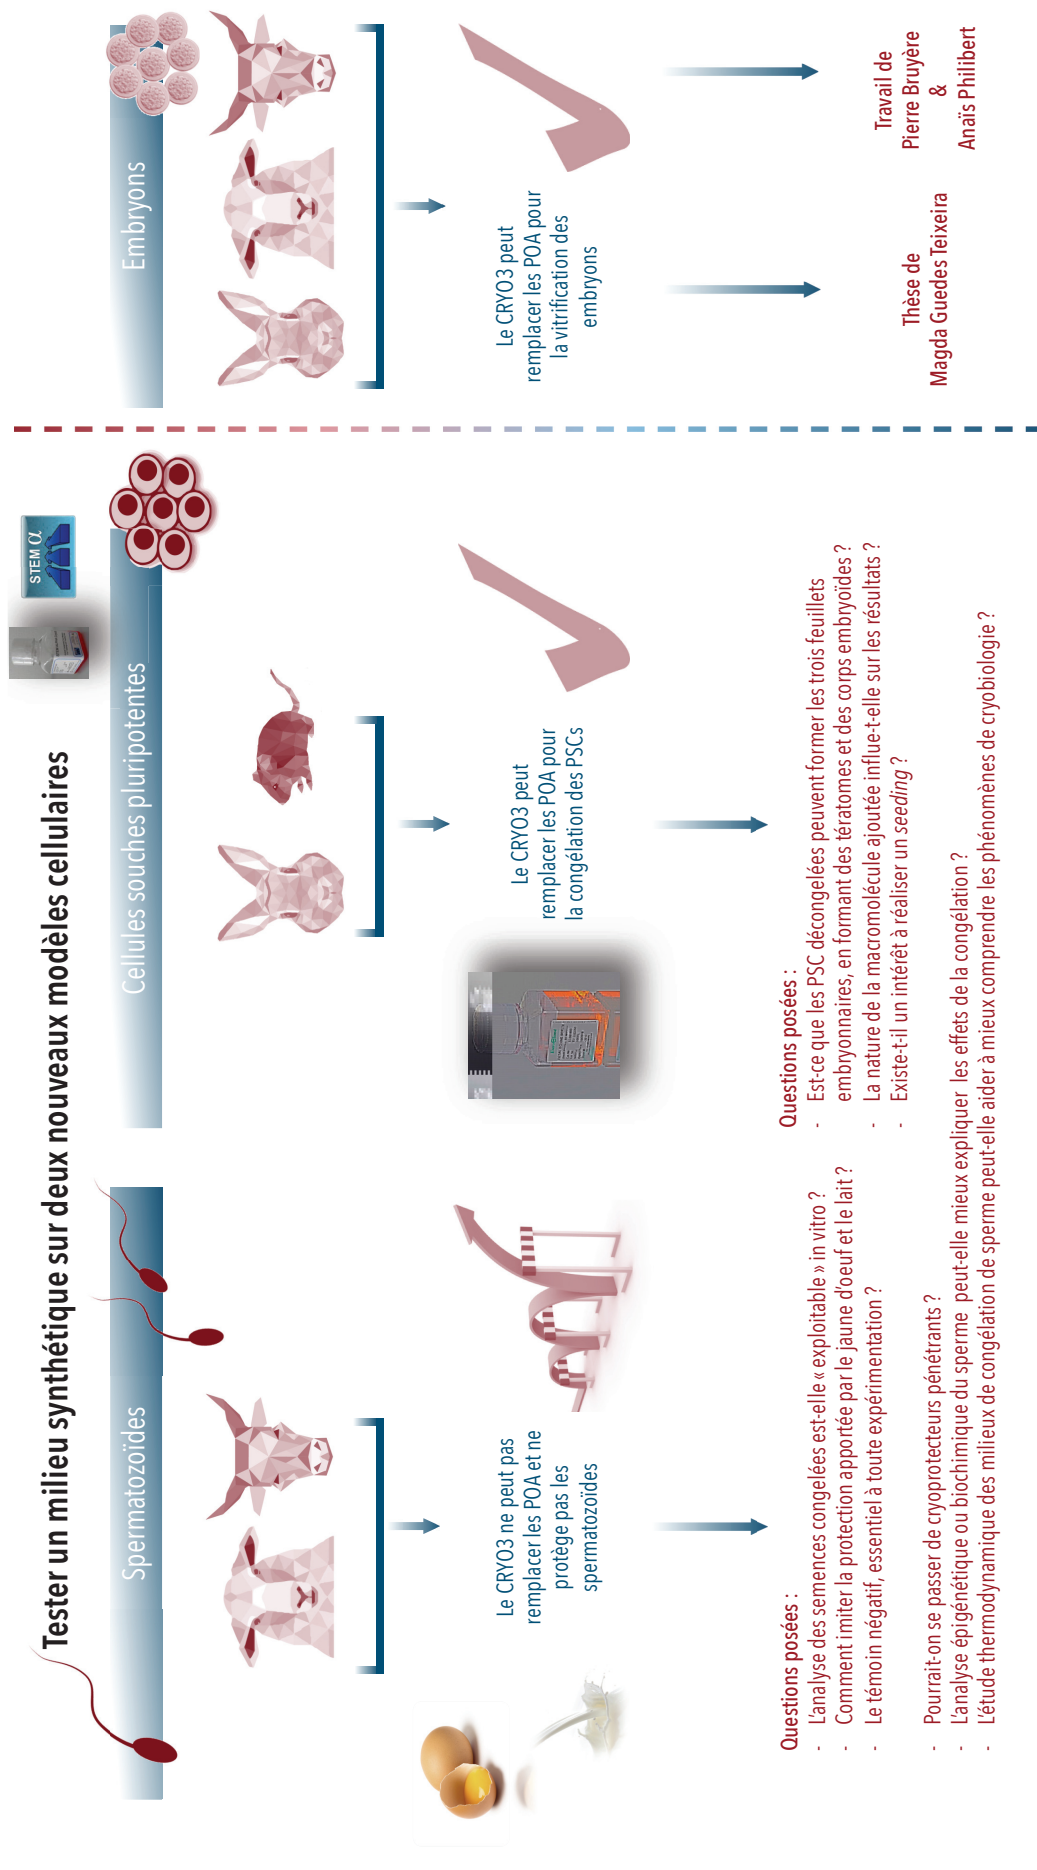 Tester un milieu synthétique sur deux nouveaux modèles cellulaires
STEM α
Spermatozoïdes
Le CRYO3 ne peut pas
remplacer les POA et ne
protège pas les
spermatozoïdes
Questions posées :
- L'analyse des semences congelées est-elle « exploitable » in vitro ?
- Comment imiter la protection apportée par le jaune d'oeuf et le lait ?
- Le témoin négatif, essentiel à toute expérimentation ?
Cellules souches pluripotentes
Le CRYO3 peut
remplacer les POA pour
la congélation des PSCs
Questions posées :
- Est-ce que les PSC décongelées peuvent former les trois feuillets
embryonnaires, en formant des tératomes et des corps embryoïdes ?
- La nature de la macromolécule ajoutée influe-t-elle sur les résultats ?
- Existe-t-il un intérêt à réaliser un seeding ?
- Pourrait-on se passer de cryoprotecteurs pénétrants ?
- L'analyse épigénétique ou biochimique du sperme peut-elle mieux expliquer les effets de la congélation ?
- L'étude thermodynamique des milieux de congélation de sperme peut-elle aider à mieux comprendre les phénomènes de cryobiologie ?
Embryons
Le CRYO3 peut
remplacer les POA pour
la vitrification des
embryons
Thèse de
Magda Guedes Teixeira
Travail de
Pierre Bruyère
&
Anaïs Philibert